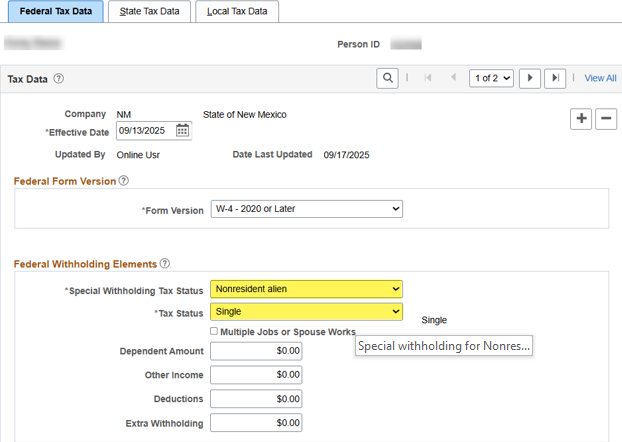 Federal Tax Data State Tax Data Local Tax Data
Person ID
Tax Data 1 of 2 View All
Company NM State of New Mexico
*Effective Date 09/13/2025
Updated By Online Usr Date Last Updated 09/17/2025
Federal Form Version
*Form Version W-4 - 2020 or Later
Federal Withholding Elements
*Special Withholding Tax Status Nonresident alien
*Tax Status Single Single
Multiple Jobs or Spouse Works
Special withholding for Nonres...
Dependent Amount $0.00
Other Income $0.00
Deductions $0.00
Extra Withholding $0.00